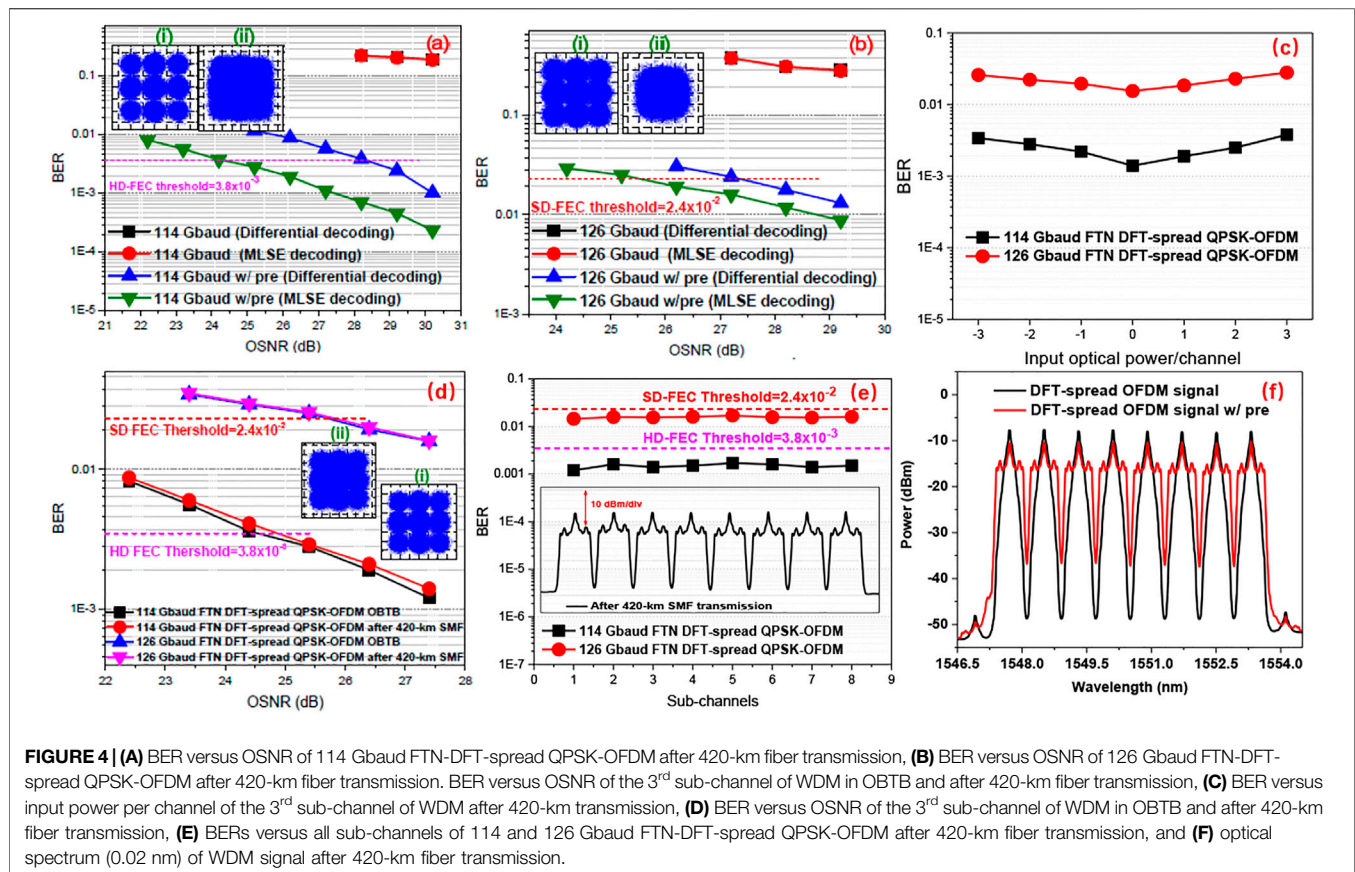 (a)
(i)
(ii)
0.1
0.01
1E-3
1E-4
1E-5
BER
HD-FEC threshold=3.8x10-3
114 Gbaud (Differential decoding)
114 Gbaud (MLSE decoding)
114 Gbaud w/ pre (Differential decoding)
114 Gbaud w/pre (MLSE decoding)
21 22 23 24 25 26 27 28 29 30 31
OSNR (dB)
(b)
(i)
(ii)
0.1
0.01
1E-3
BER
SD-FEC threshold=2.4x10-2
126 Gbaud (Differential decoding)
126 Gbaud (MLSE decoding)
126 Gbaud w/ pre (Differential decoding)
126 Gbaud w/pre (MLSE decoding)
24 25 26 27 28 29 30
OSNR (dB)
(c)
0.1
0.01
1E-3
1E-4
1E-5
BER
114 Gbaud FTN DFT-spread QPSK-OFDM
126 Gbaud FTN DFT-spread QPSK-OFDM
-3 -2 -1 0 1 2 3
Input optical power/channel
(d)
SD FEC Thershold=2.4x10-2
(ii)
(i)
0.01
1E-3
BER
HD FEC Thershold=3.8x10-3
114 Gbaud FTN DFT-spread QPSK-OFDM OBTB
114 Gbaud FTN DFT-spread QPSK-OFDM after 420-km SMF
126 Gbaud FTN DFT-spread QPSK-OFDM OBTB
126 Gbaud FTN DFT-spread QPSK-OFDM after 420-km SMF
22 23 24 25 26 27 28
OSNR (dB)
(e)
0.1
0.01
0.001
1E-4
1E-5
1E-6
1E-7
BER
SD-FEC Threshold=2.4x10-2
HD-FEC Threshold=3.8x10-3
10 dBm/div
After 420-km SMF transmission
114 Gbaud FTN DFT-spread QPSK-OFDM
126 Gbaud FTN DFT-spread QPSK-OFDM
0 1 2 3 4 5 6 7 8 9
Sub-channels
DFT-spread OFDM signal
DFT-spread OFDM signal w/ pre
(f)
0
-10
-20
-30
-40
-50
Power (dBm)
1546.5 1548.0 1549.5 1551.0 1552.5 1554.0
Wavelength (nm)
FIGURE 4 | (A) BER versus OSNR of 114 Gbaud FTN-DFT-spread QPSK-OFDM after 420-km fiber transmission, (B) BER versus OSNR of 126 Gbaud FTN-DFT-
spread QPSK-OFDM after 420-km fiber transmission. BER versus OSNR of the 3rd sub-channel of WDM in OBTB and after 420-km fiber transmission, (C) BER versus
input power per channel of the 3rd sub-channel of WDM after 420-km transmission, (D) BER versus OSNR of the 3rd sub-channel of WDM in OBTB and after 420-km
fiber transmission, (E) BERs versus all sub-channels of 114 and 126 Gbaud FTN-DFT-spread QPSK-OFDM after 420-km fiber transmission, and (F) optical
spectrum (0.02 nm) of WDM signal after 420-km fiber transmission.